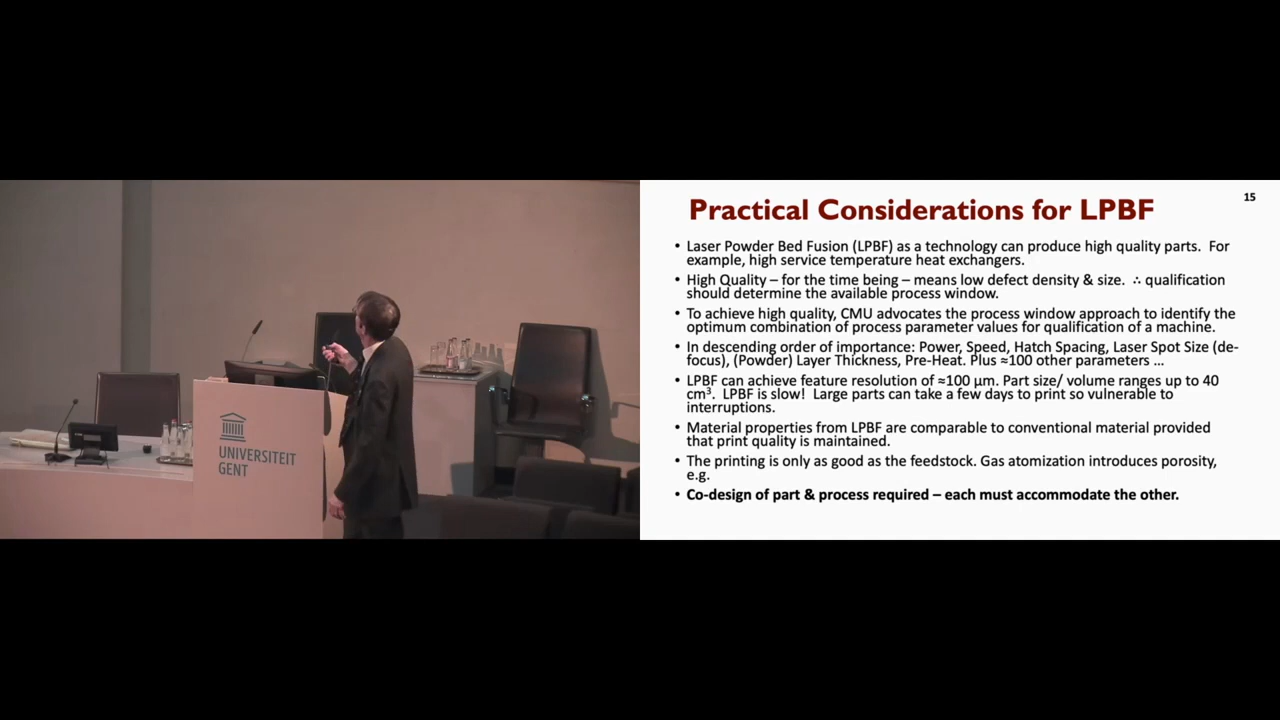 UNIVERSITEIT
GENT
15
Practical Considerations for LPBF
• Laser Powder Bed Fusion (LPBF) as a technology can produce high quality parts. For
example, high service temperature heat exchangers.
• High Quality – for the time being – means low defect density & size. ∴ qualification
should determine the available process window.
• To achieve high quality, CMU advocates the process window approach to identify the
optimum combination of process parameter values for qualification of a machine.
• In descending order of importance: Power, Speed, Hatch Spacing, Laser Spot Size (de-
focus), (Powder) Layer Thickness, Pre-Heat. Plus ≈100 other parameters ...
• LPBF can achieve feature resolution of ≈100 µm. Part size/ volume ranges up to 40
cm³. LPBF is slow! Large parts can take a few days to print so vulnerable to
interruptions.
• Material properties from LPBF are comparable to conventional material provided
that print quality is maintained.
• The printing is only as good as the feedstock. Gas atomization introduces porosity,
e.g.
• Co-design of part & process required – each must accommodate the other.